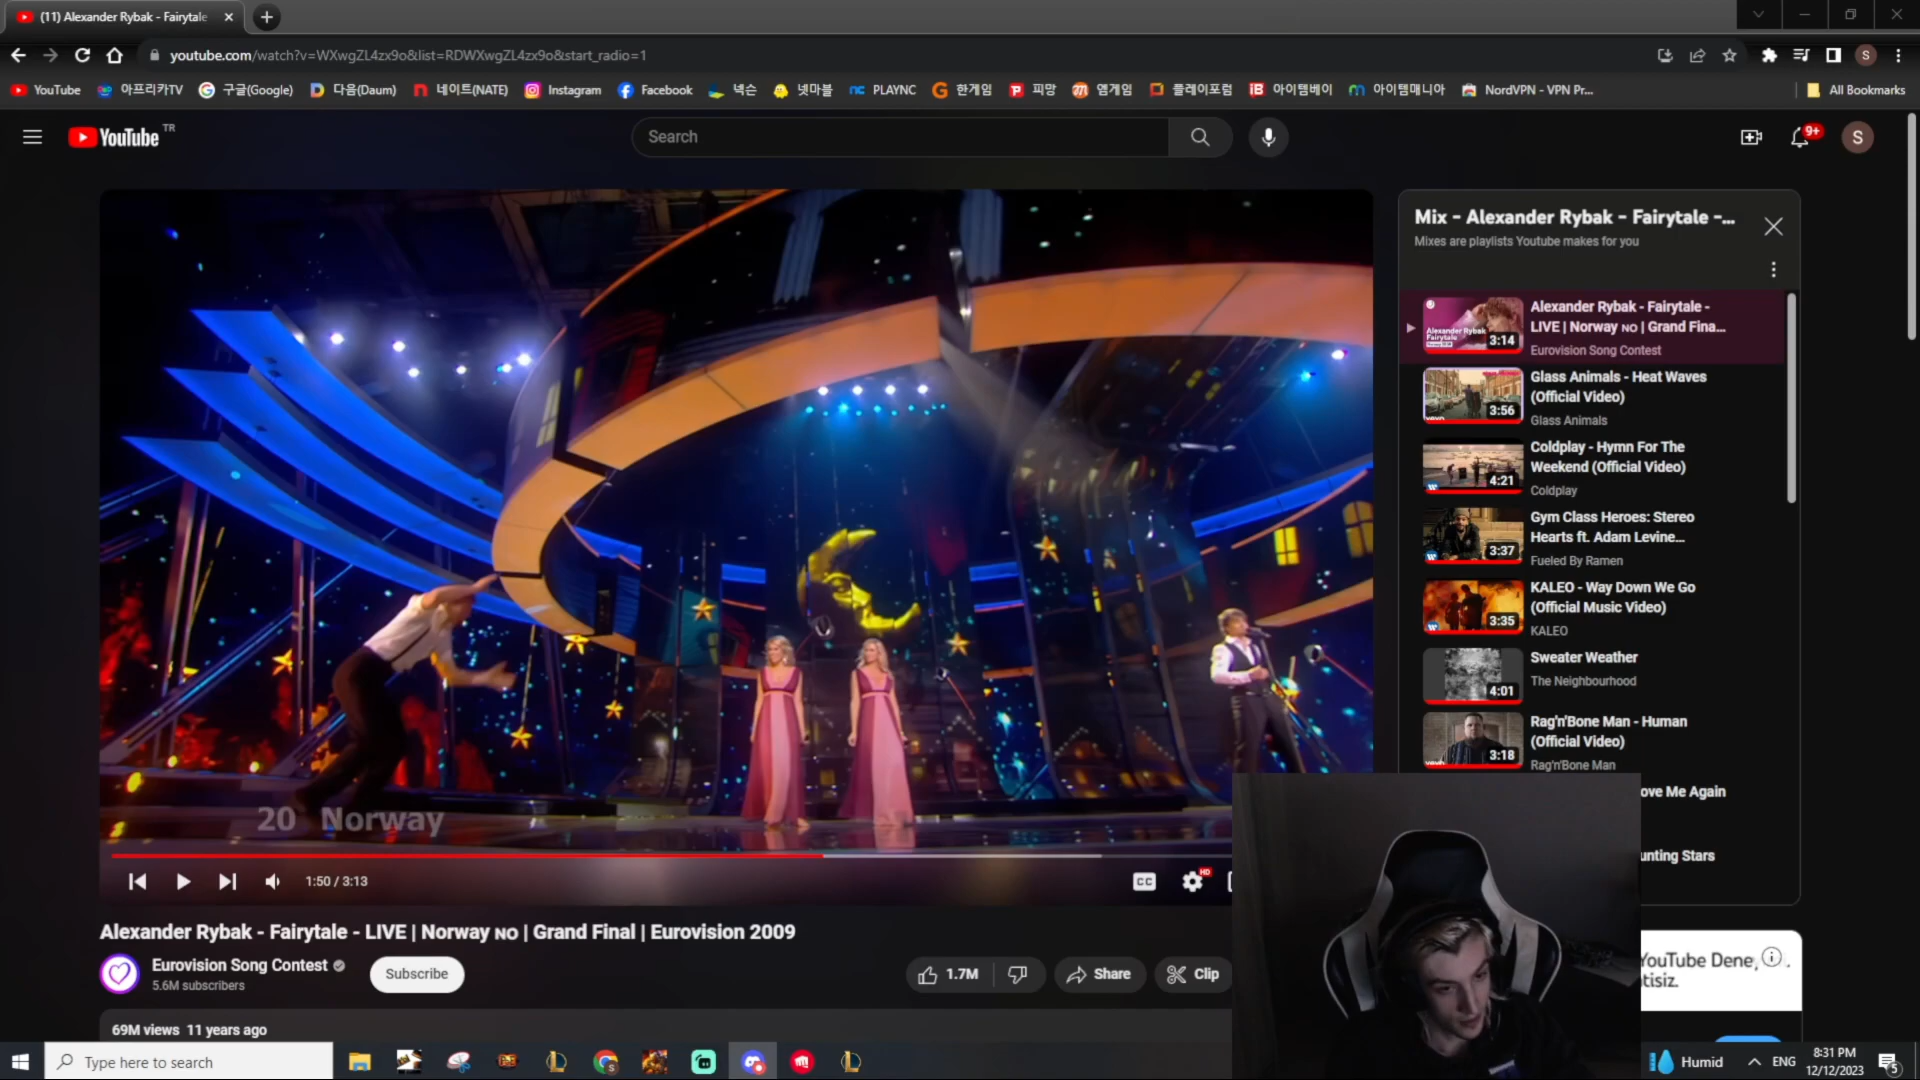 (11) Alexander Rybak - Fairytale
youtube.com/watch?v=WXwgZL4zx9o&list=RDWXwgZL4zx9o&start_radio=1
S
YouTube 아프리카TV 구글(Google) 다음(Daum) 네이트(NATE) Instagram Facebook 넥슨 넷마블 PLAYNC 한게임 피망 엠게임 플레이포럼 아이템베이 아이템매니아 NordVPN - VPN Pr... All Bookmarks
YouTube TR
Search
9+
S
Mix - Alexander Rybak - Fairytale -...
Mixes are playlists Youtube makes for you
Alexander Rybak - Fairytale -
LIVE | Norway NO | Grand Fina...
Eurovision Song Contest
Alexander Rybak
Fairytale
3:14
Glass Animals - Heat Waves
(Official Video)
Glass Animals
3:56
Coldplay - Hymn For The
Weekend (Official Video)
Coldplay
4:21
Gym Class Heroes: Stereo
Hearts ft. Adam Levine...
Fueled By Ramen
3:37
KALEO - Way Down We Go
(Official Music Video)
KALEO
3:35
Sweater Weather
The Neighbourhood
4:01
Rag'n'Bone Man - Human
(Official Video)
Rag'n'Bone Man
3:18
ove Me Again
unting Stars
20 Norway
1:50 / 3:13
CC
HD
Alexander Rybak - Fairytale - LIVE | Norway NO | Grand Final | Eurovision 2009
Eurovision Song Contest
5.6M subscribers
Subscribe
1.7M
Share
Clip
69M views 11 years ago
YouTube Dene,
tisiz.
Type here to search
Humid
ENG
8:31 PM
12/12/2023
5